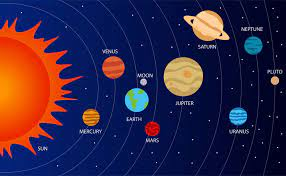 NEPTUNE
SATURN
VENUS
PLUTO
MOON
JUPITER
EARTH
URANUS
MERCURY
MARS
SUN